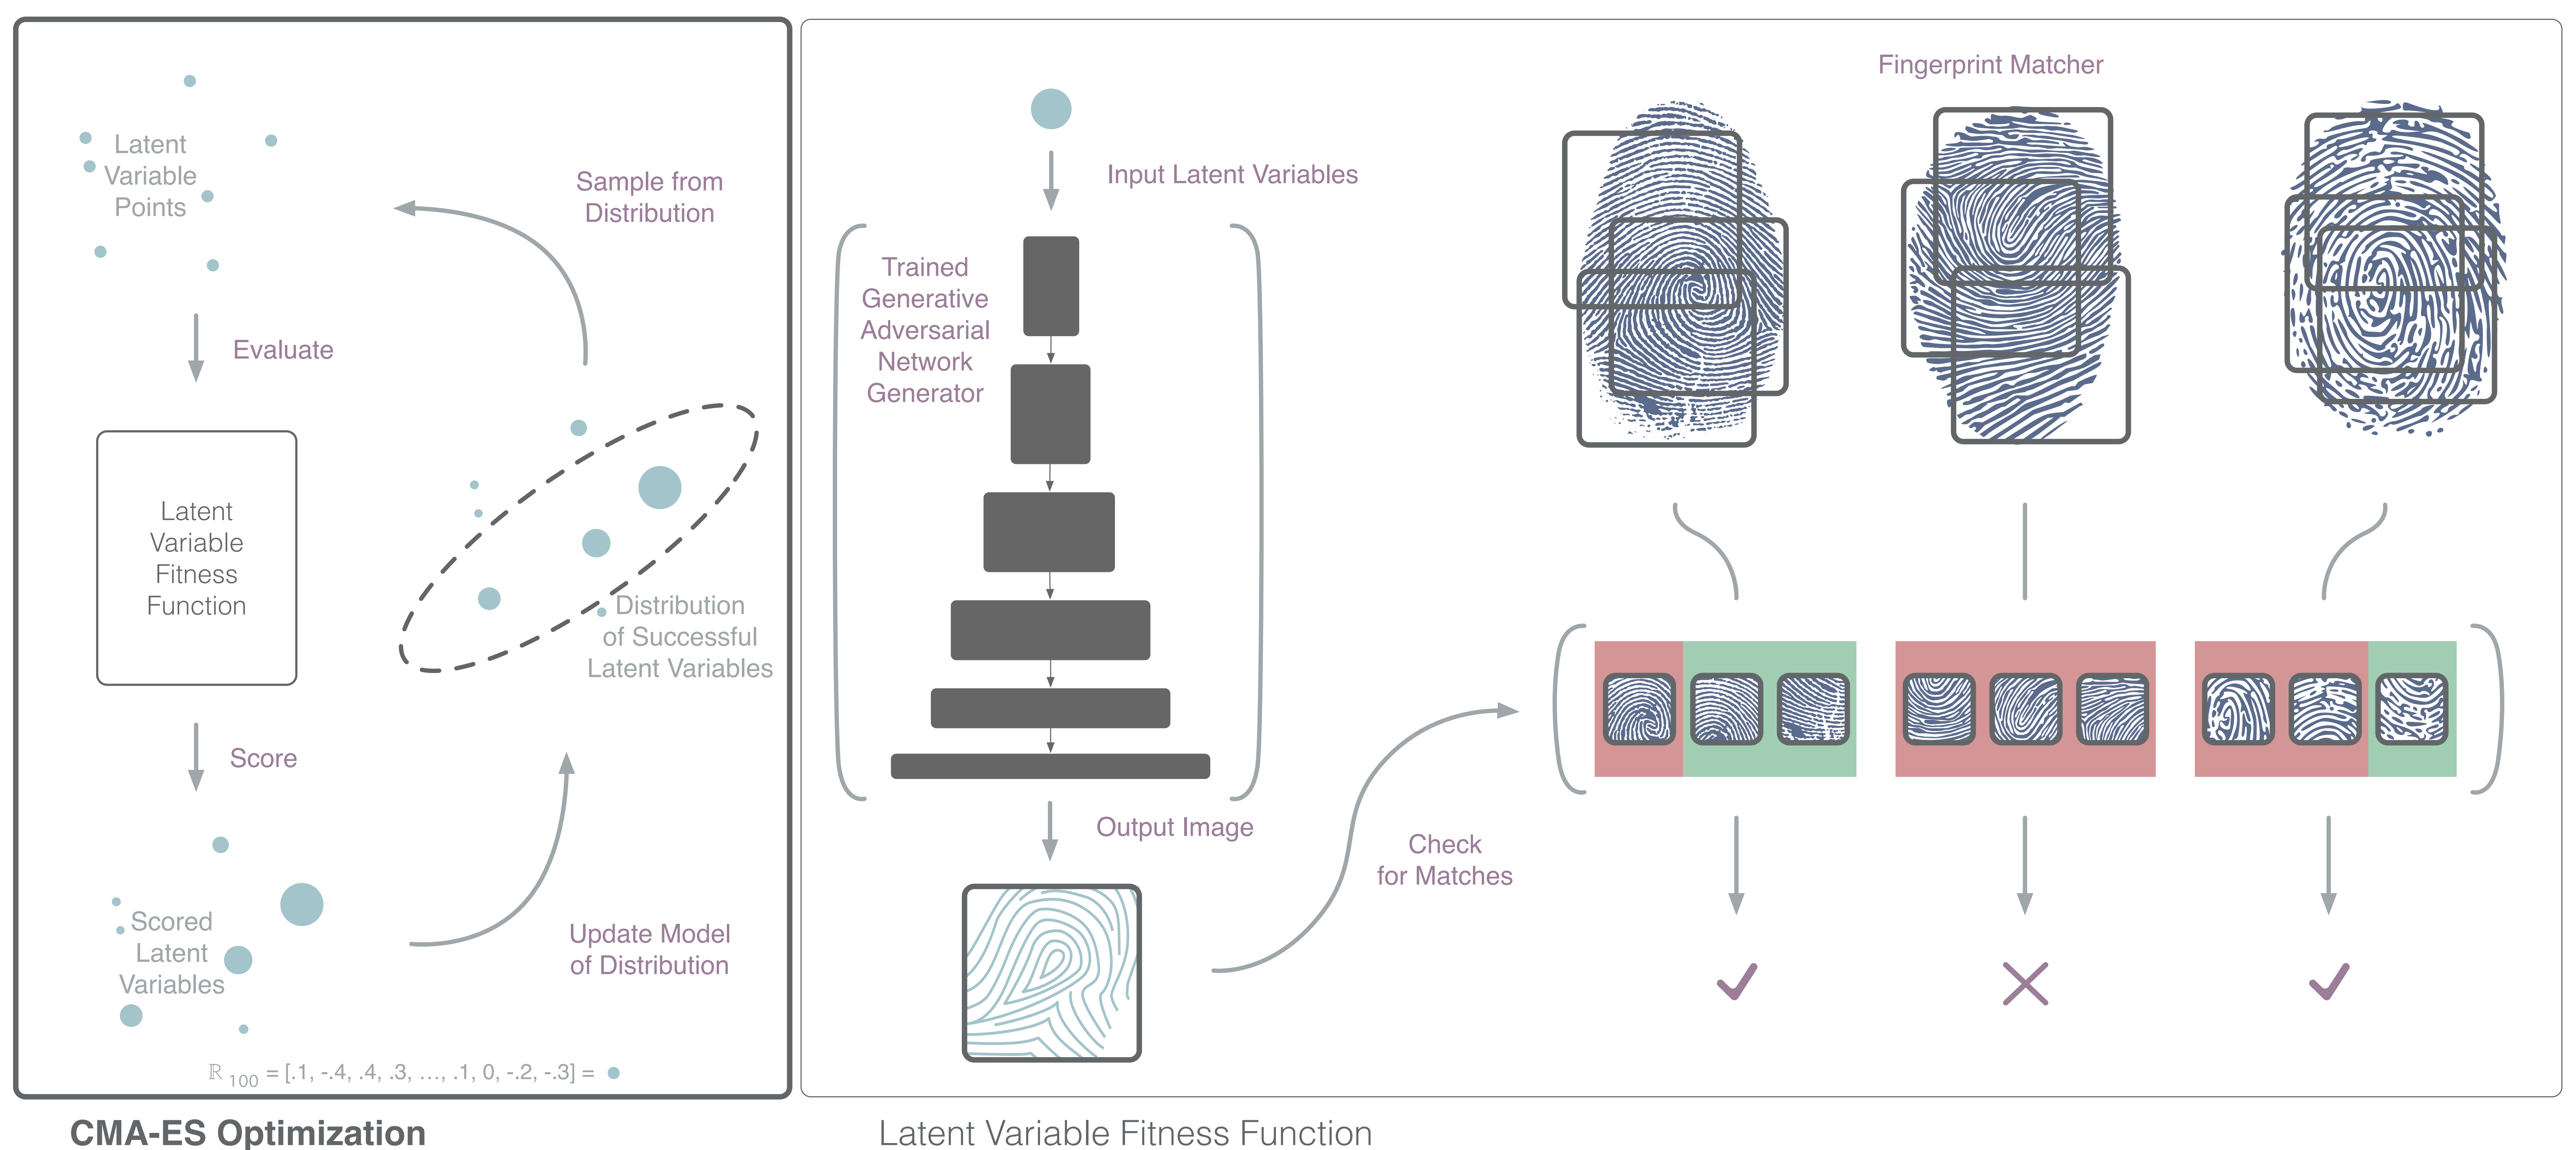 Latent
Variable
Points
Sample from
Distribution
Evaluate
Latent
Variable
Fitness
Function
Distribution
of Successful
Latent Variables
Score
Scored
Latent
Variables
Update Model
of Distribution
ℝ 100 = [.1, -.4, .4, .3, …, .1, 0, -.2, -.3] =
CMA-ES Optimization
Input Latent Variables
Trained
Generative
Adversarial
Network
Generator
Output Image
Check
for Matches
Fingerprint Matcher
Latent Variable Fitness Function